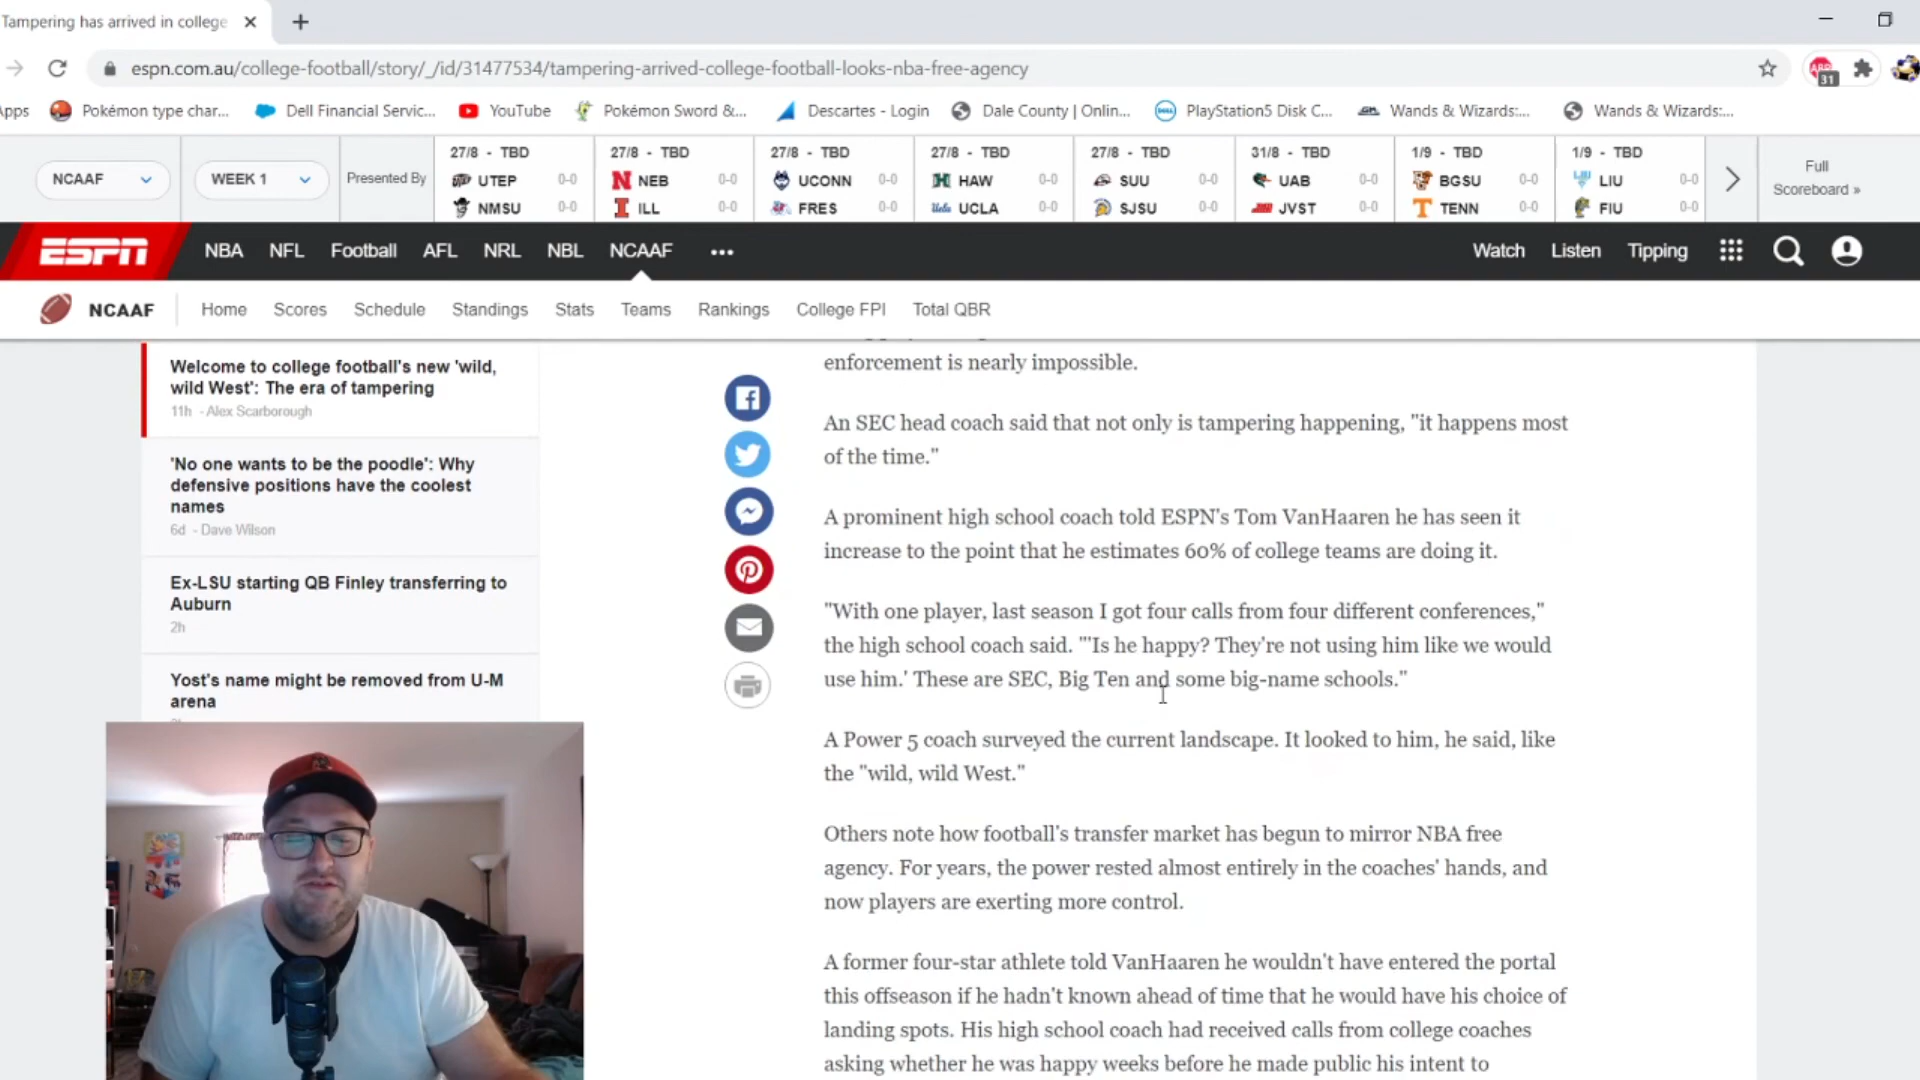 Tampering has arrived in college
espn.com.au/college-football/story/_/id/31477534/tampering-arrived-college-football-looks-nba-free-agency
31
Apps Pokémon type char... Dell Financial Servic... YouTube Pokémon Sword &... Descartes - Login Dale County | Onlin... PlayStation5 Disk C... Wands & Wizards:... Wands & Wizards:...
NCAAF WEEK 1 Presented By
27/8 - TBD
UTEP 0-0
NMSU 0-0
27/8 - TBD
NEB 0-0
ILL 0-0
27/8 - TBD
UCONN 0-0
FRES 0-0
27/8 - TBD
HAW 0-0
UCLA 0-0
27/8 - TBD
SUU 0-0
SJSU 0-0
31/8 - TBD
UAB 0-0
JVST 0-0
1/9 - TBD
BGSU 0-0
TENN 0-0
1/9 - TBD
LIU 0-0
FIU 0-0
Full
Scoreboard »
ESPN NBA NFL Football AFL NRL NBL NCAAF Watch Listen Tipping
NCAAF Home Scores Schedule Standings Stats Teams Rankings College FPI Total QBR
Welcome to college football's new 'wild,
wild West': The era of tampering
11h - Alex Scarborough
'No one wants to be the poodle': Why
defensive positions have the coolest
names
6d - Dave Wilson
Ex-LSU starting QB Finley transferring to
Auburn
2h
Yost's name might be removed from U-M
arena
enforcement is nearly impossible.
An SEC head coach said that not only is tampering happening, "it happens most
of the time."
A prominent high school coach told ESPN's Tom VanHaaren he has seen it
increase to the point that he estimates 60% of college teams are doing it.
"With one player, last season I got four calls from four different conferences,"
the high school coach said. "'Is he happy? They're not using him like we would
use him.' These are SEC, Big Ten and some big-name schools."
A Power 5 coach surveyed the current landscape. It looked to him, he said, like
the "wild, wild West."
Others note how football's transfer market has begun to mirror NBA free
agency. For years, the power rested almost entirely in the coaches' hands, and
now players are exerting more control.
A former four-star athlete told VanHaaren he wouldn't have entered the portal
this offseason if he hadn't known ahead of time that he would have his choice of
landing spots. His high school coach had received calls from college coaches
asking whether he was happy weeks before he made public his intent to